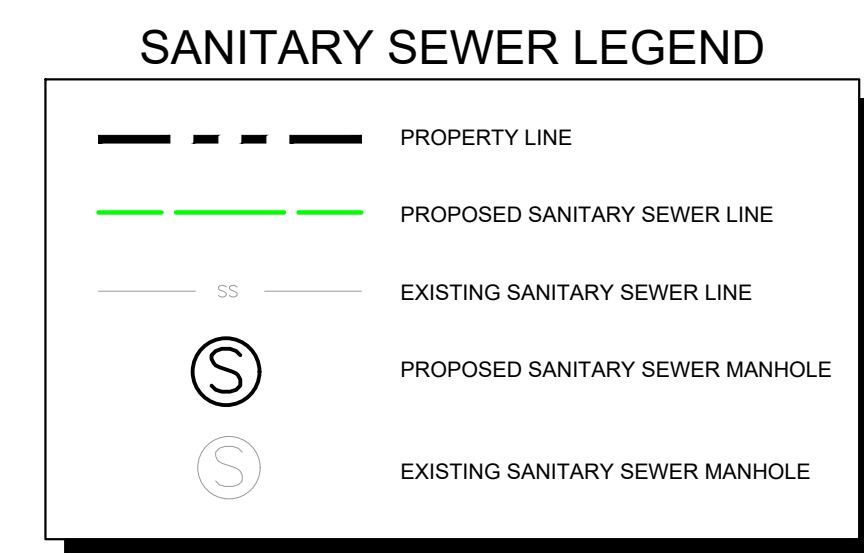 SANITARY SEWER LEGEND
PROPERTY LINE
PROPOSED SANITARY SEWER LINE
SS EXISTING SANITARY SEWER LINE
S PROPOSED SANITARY SEWER MANHOLE
S EXISTING SANITARY SEWER MANHOLE